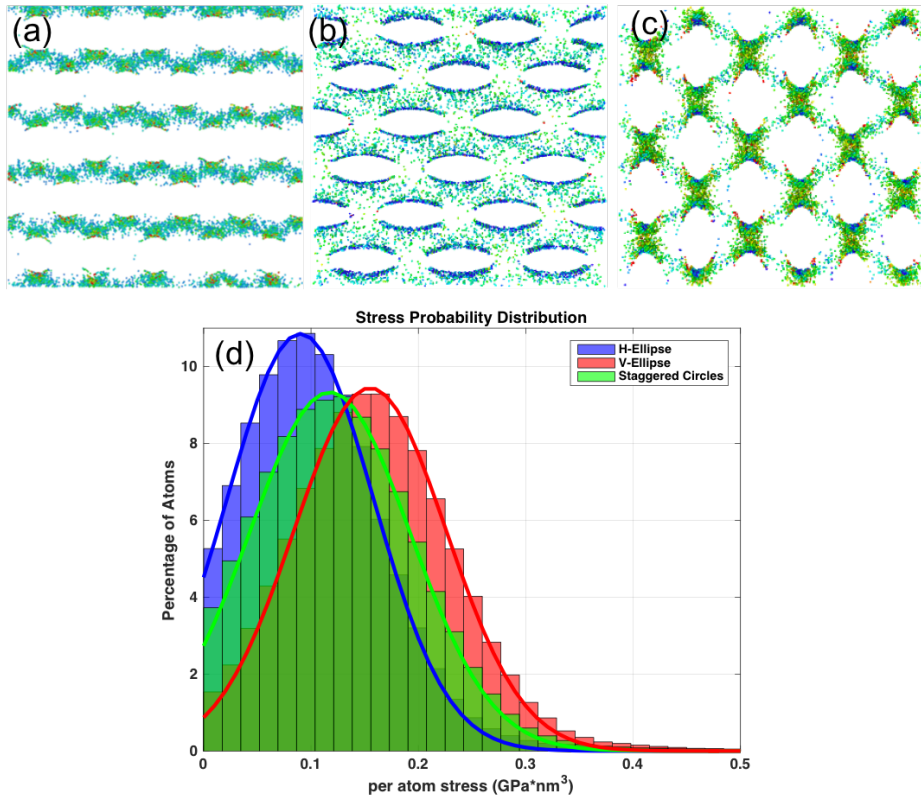 (a)
(b)
(c)
Stress Probability Distribution
(d)
H-Ellipse
V-Ellipse
Staggered Circles
Percentage of Atoms
10
8
6
4
2
0
0
0.1
0.2
0.3
0.4
0.5
per atom stress (GPa*nm³)